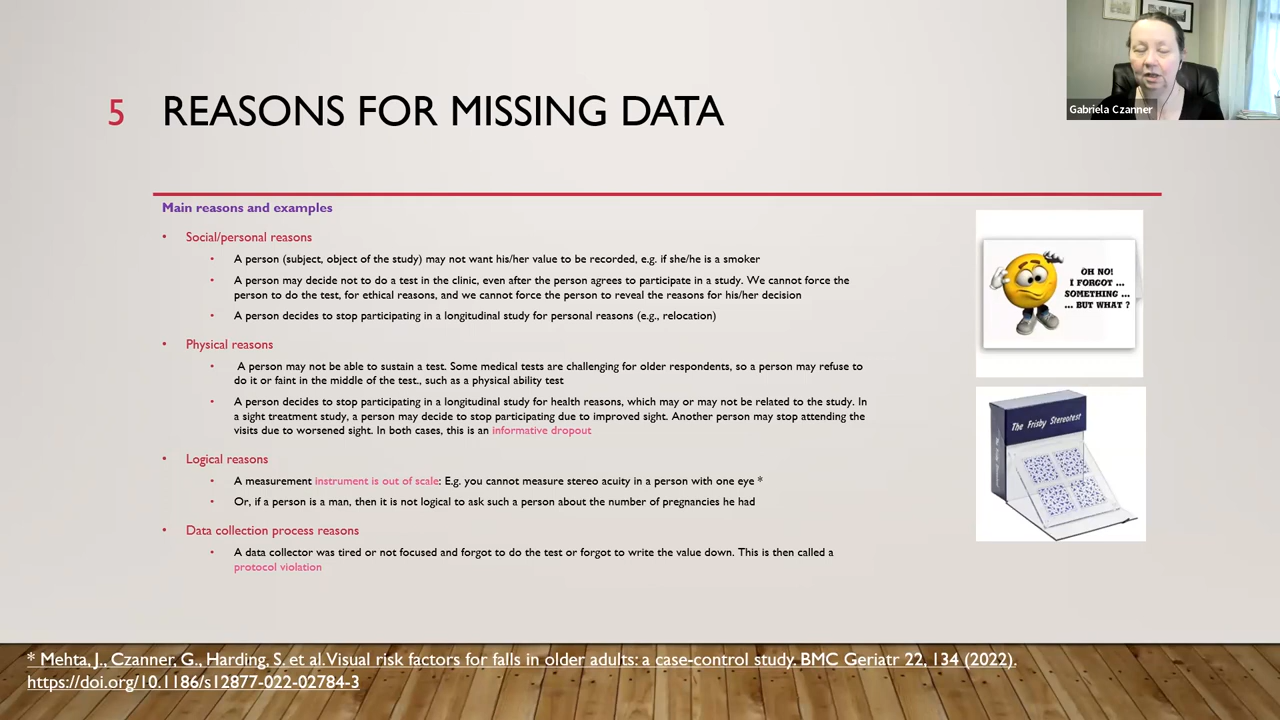 Gabriela Czanner
5 REASONS FOR MISSING DATA
Main reasons and examples
• Social/personal reasons
• A person (subject, object of the study) may not want his/her value to be recorded, e.g. if she/he is a smoker
• A person may decide not to do a test in the clinic, even after the person agrees to participate in a study. We cannot force the
person to do the test, for ethical reasons, and we cannot force the person to reveal the reasons for his/her decision
• A person decides to stop participating in a longitudinal study for personal reasons (e.g., relocation)
• Physical reasons
• A person may not be able to sustain a test. Some medical tests are challenging for older respondents, so a person may refuse to
do it or faint in the middle of the test., such as a physical ability test
• A person decides to stop participating in a longitudinal study for health reasons, which may or may not be related to the study. In
a sight treatment study, a person may decide to stop participating due to improved sight. Another person may stop attending the
visits due to worsened sight. In both cases, this is an informative dropout
• Logical reasons
• A measurement instrument is out of scale: E.g. you cannot measure stereo acuity in a person with one eye *
• Or, if a person is a man, then it is not logical to ask such a person about the number of pregnancies he had
• Data collection process reasons
• A data collector was tired or not focused and forgot to do the test or forgot to write the value down. This is then called a
protocol violation
OH NO!
I FORGOT ...
SOMETHING ...
... BUT WHAT ?
The Frisby Stereotest
* Mehta, J., Czanner, G., Harding, S. et al. Visual risk factors for falls in older adults: a case-control study. BMC Geriatr 22, 134 (2022).
https://doi.org/10.1186/s12877-022-02784-3